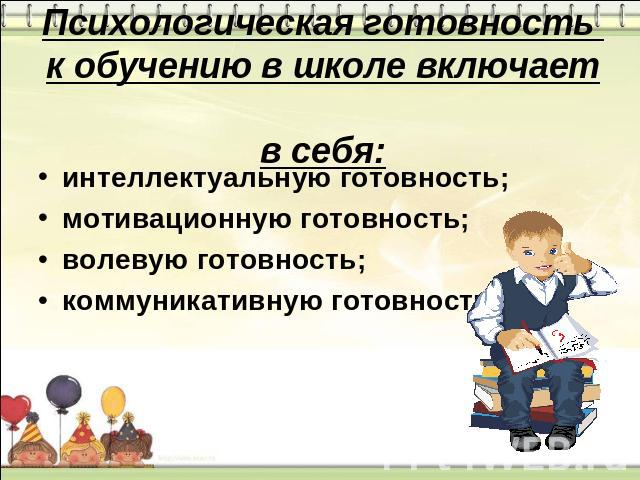 Психологическая готовность
к обучению в школе включает
в себя:
• интеллектуальную готовность;
• мотивационную готовность;
• волевую готовность;
• коммуникативную готовность